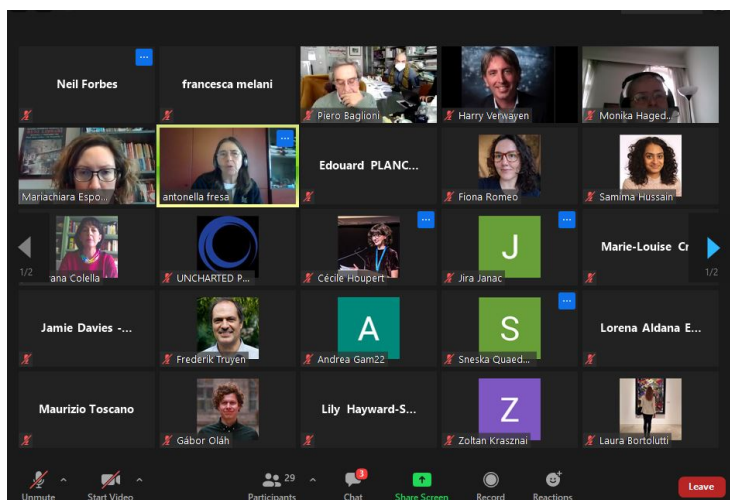 Neil Forbes
francesca melani
Piero Baglioni
Harry Verwayen
Monika Haged...
Mariachiara Espo...
antonella fresa
Edouard PLANC...
Fiona Romeo
Samima Hussain
ana Colella
UNCHARTED P...
Cécile Houpert
J
Jira Janac
Marie-Louise Cr
1/2
1/2
Jamie Davies -...
Frederik Truyen
A
Andrea Gam22
S
Sneska Quaed...
Lorena Aldana E...
Maurizio Toscano
Gábor Oláh
Lily Hayward-S...
Z
Zoltan Krasznai
Laura Bortolutti
29
3
Unmute
Start Video
Participants
Chat
Share Screen
Record
Reactions
Leave